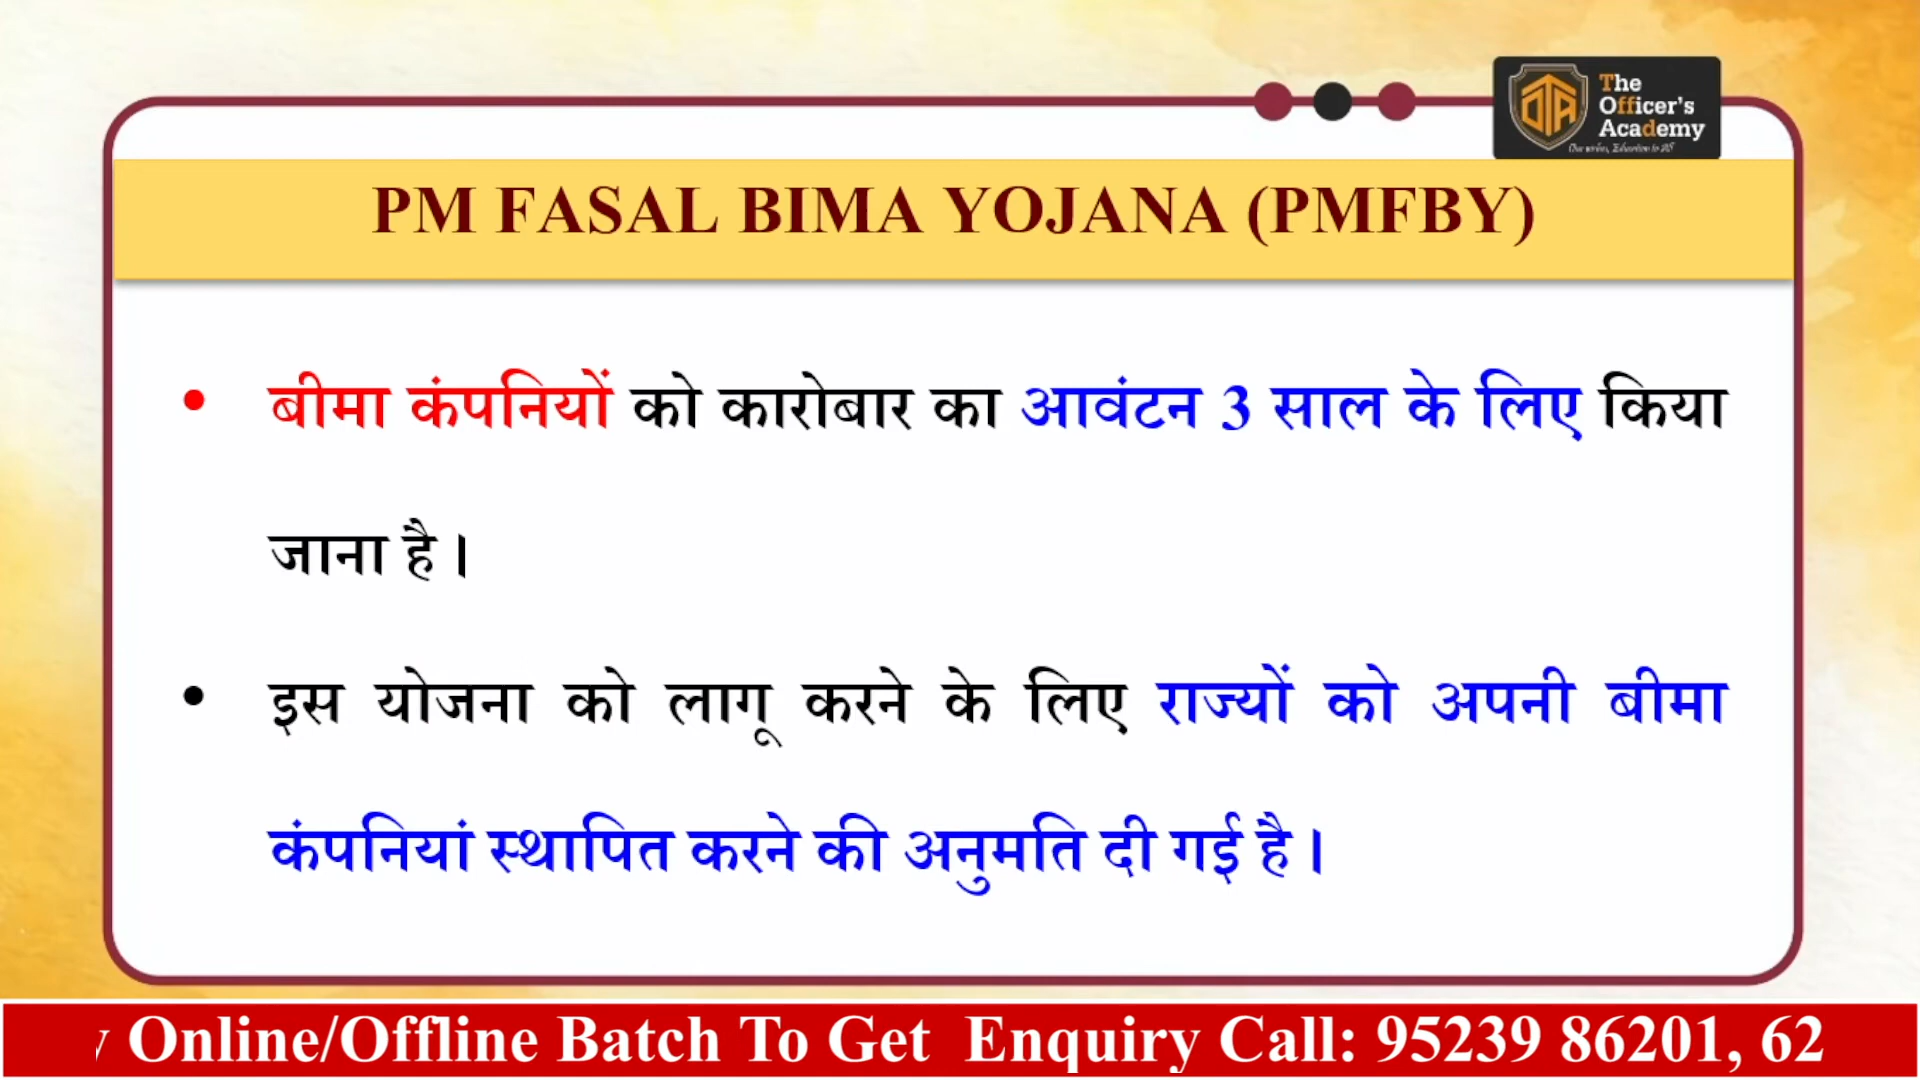 The
Officer's
Academy
PM FASAL BIMA YOJANA (PMFBY)
• बीमा कंपनियों को कारोबार का आवंटन 3 साल के लिए किया
जाना है।
• इस योजना को लागू करने के लिए राज्यों को अपनी बीमा
कंपनियां स्थापित करने की अनुमति दी गई है।
Online/Offline Batch To Get Enquiry Call: 95239 86201, 62